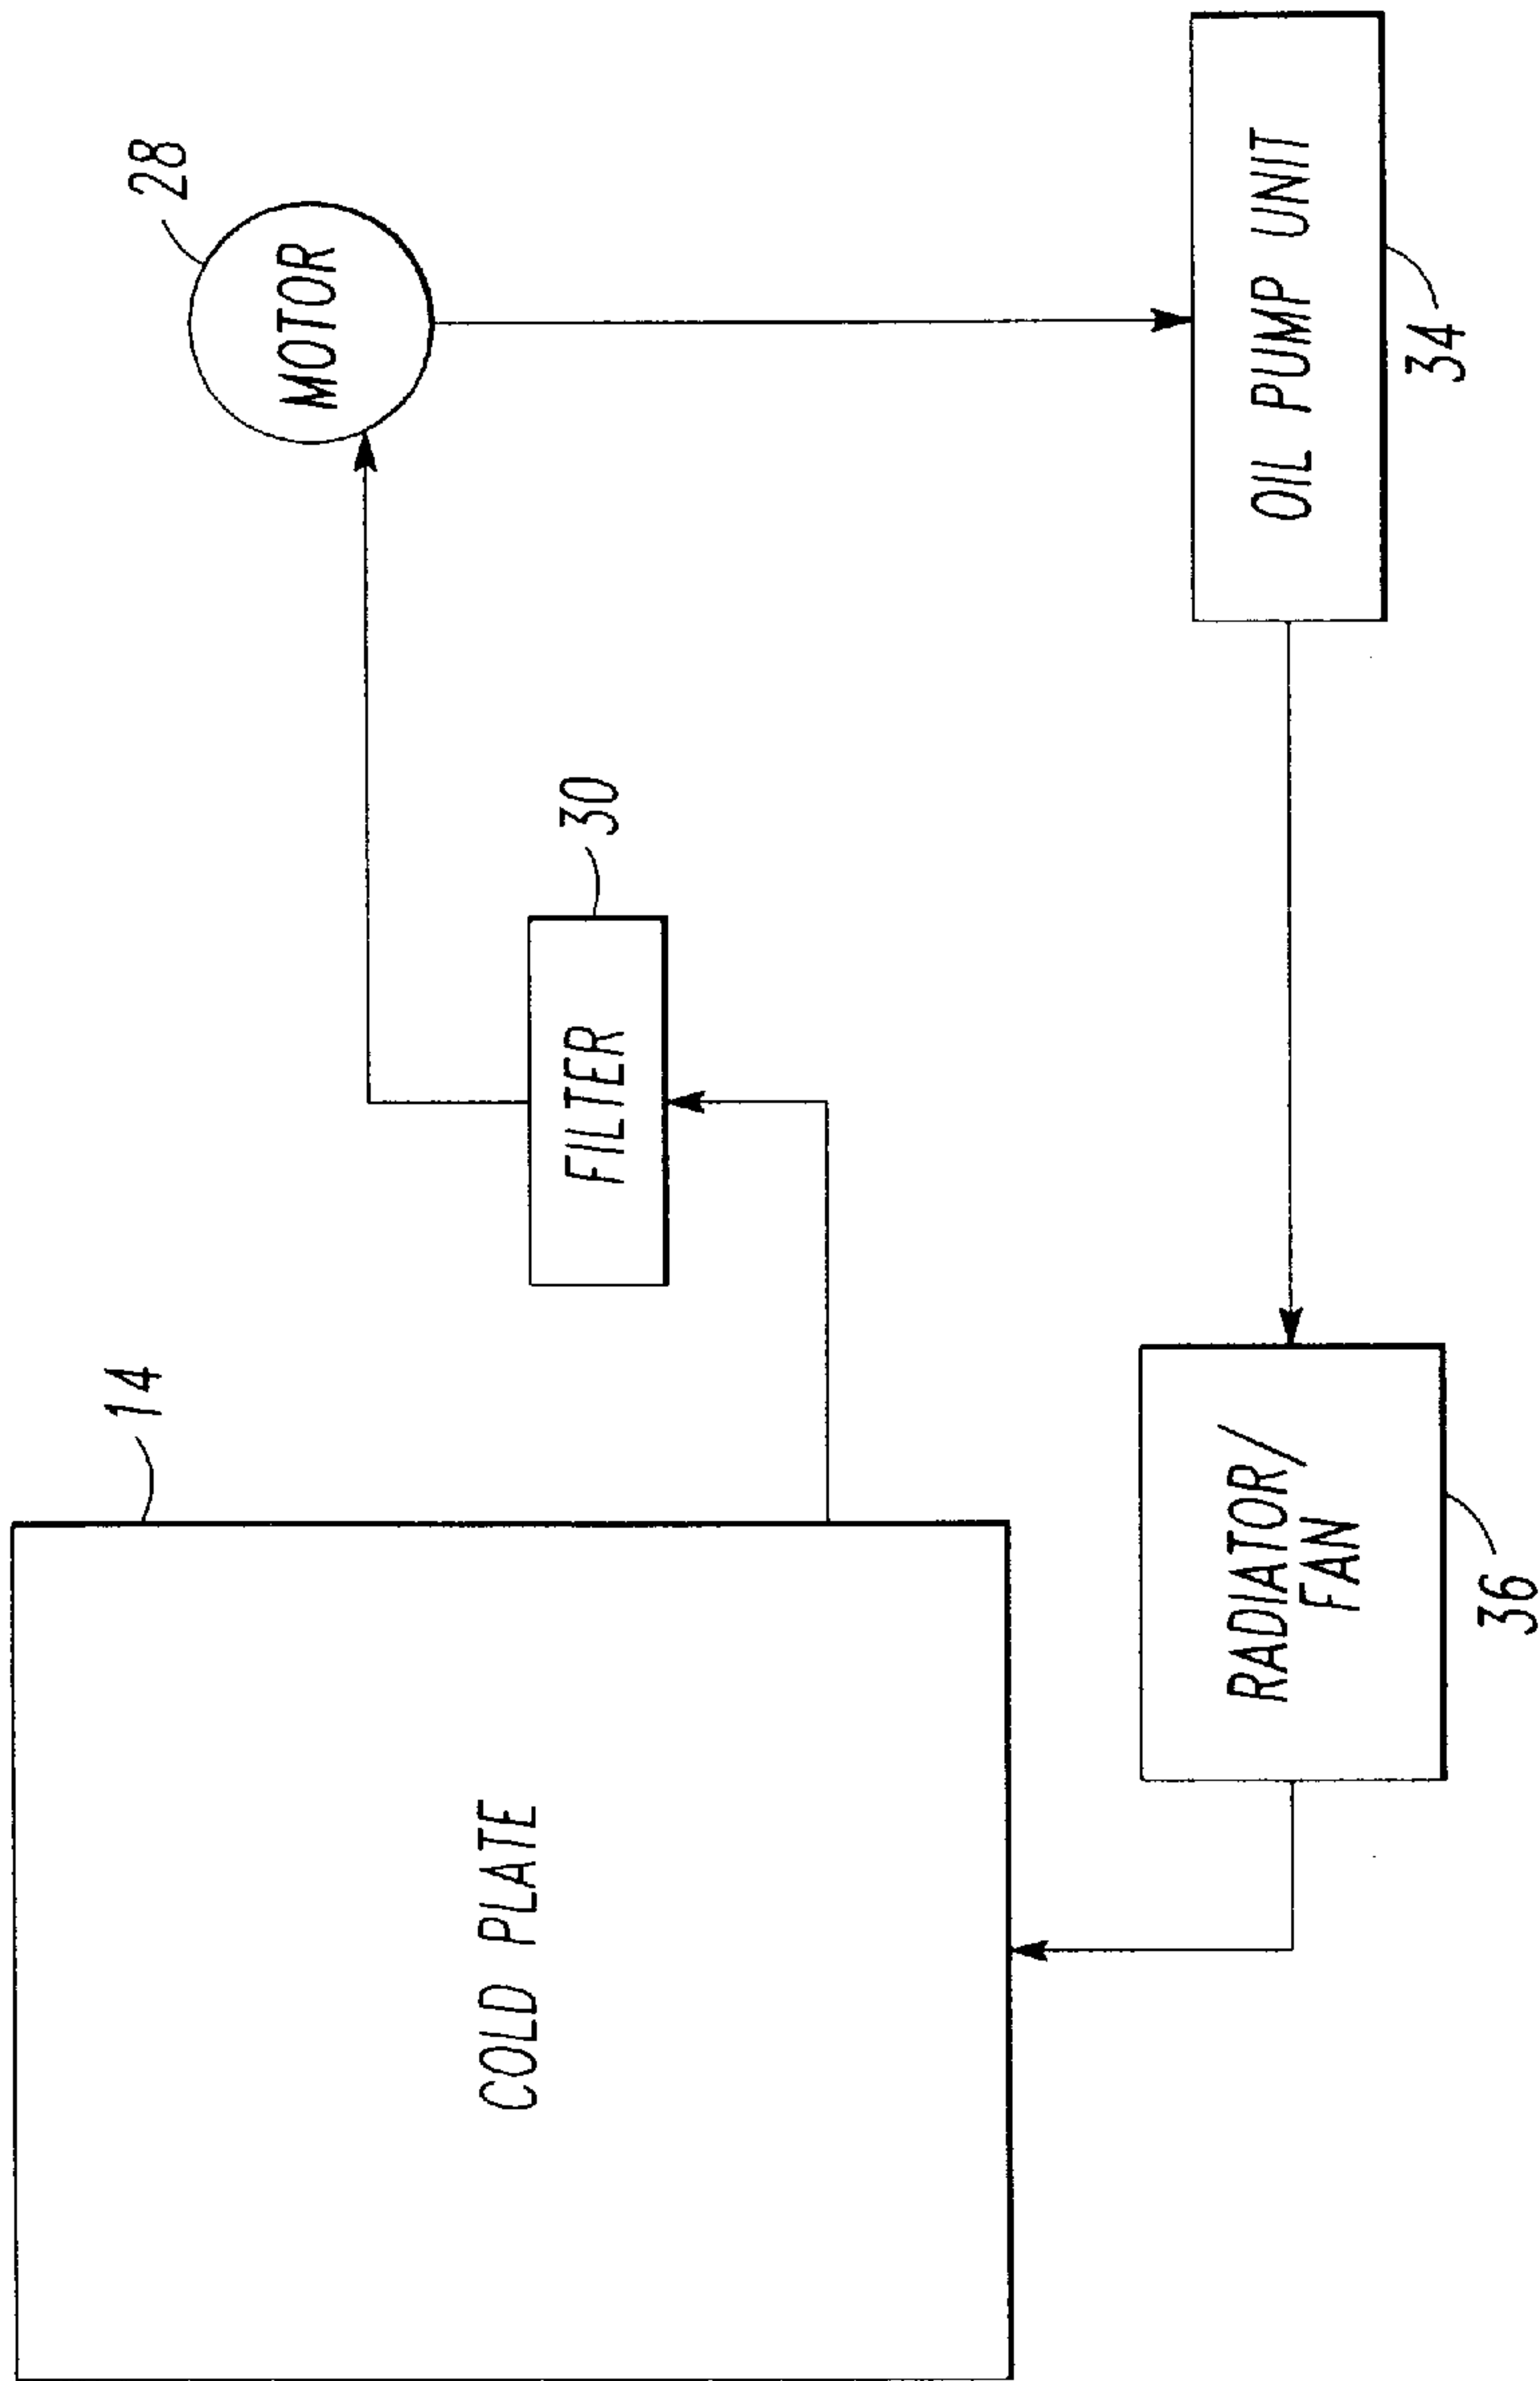 14
COLD PLATE
FILTER
30
28
MOTOR
RADIATOR/
FAN
36
OIL PUMP UNIT
34